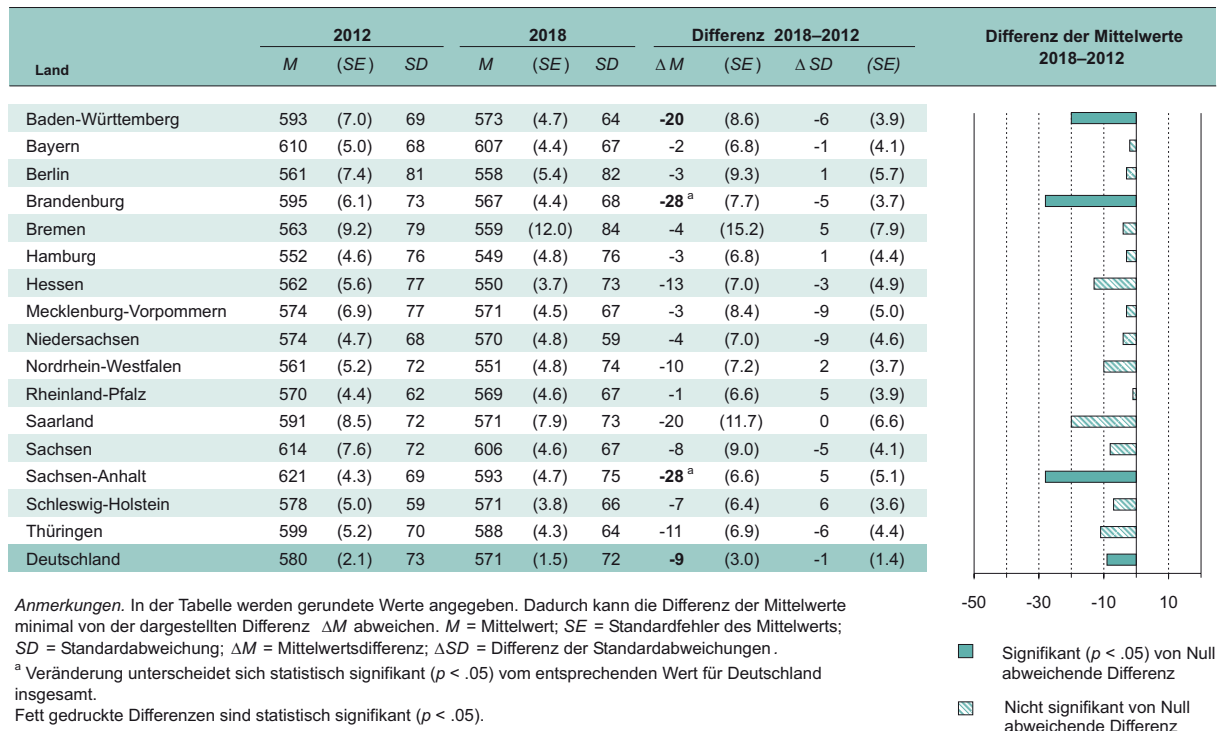 2012 2018 Differenz 2018–2012 Differenz der Mittelwerte
2018–2012
Land M (SE) SD M (SE) SD Δ M (SE) Δ SD (SE)
Baden-Württemberg 593 (7.0) 69 573 (4.7) 64 -20 (8.6) -6 (3.9)
Bayern 610 (5.0) 68 607 (4.4) 67 -2 (6.8) -1 (4.1)
Berlin 561 (7.4) 81 558 (5.4) 82 -3 (9.3) 1 (5.7)
Brandenburg 595 (6.1) 73 567 (4.4) 68 -28 a (7.7) -5 (3.7)
Bremen 563 (9.2) 79 559 (12.0) 84 -4 (15.2) 5 (7.9)
Hamburg 552 (4.6) 76 549 (4.8) 76 -3 (6.8) 1 (4.4)
Hessen 562 (5.6) 77 550 (3.7) 73 -13 (7.0) -3 (4.9)
Mecklenburg-Vorpommern 574 (6.9) 77 571 (4.5) 67 -3 (8.4) -9 (5.0)
Niedersachsen 574 (4.7) 68 570 (4.8) 59 -4 (7.0) -9 (4.6)
Nordrhein-Westfalen 561 (5.2) 72 551 (4.8) 74 -10 (7.2) 2 (3.7)
Rheinland-Pfalz 570 (4.4) 62 569 (4.6) 67 -1 (6.6) 5 (3.9)
Saarland 591 (8.5) 72 571 (7.9) 73 -20 (11.7) 0 (6.6)
Sachsen 614 (7.6) 72 606 (4.6) 67 -8 (9.0) -5 (4.1)
Sachsen-Anhalt 621 (4.3) 69 593 (4.7) 75 -28 a (6.6) 5 (5.1)
Schleswig-Holstein 578 (5.0) 59 571 (3.8) 66 -7 (6.4) 6 (3.6)
Thüringen 599 (5.2) 70 588 (4.3) 64 -11 (6.9) -6 (4.4)
Deutschland 580 (2.1) 73 571 (1.5) 72 -9 (3.0) -1 (1.4)
-50 -30 -10 10
Anmerkungen. In der Tabelle werden gerundete Werte angegeben. Dadurch kann die Differenz der Mittelwerte
minimal von der dargestellten Differenz ΔM abweichen. M = Mittelwert; SE = Standardfehler des Mittelwerts;
SD = Standardabweichung; ΔM = Mittelwertsdifferenz; ΔSD = Differenz der Standardabweichungen.
a Veränderung unterscheidet sich statistisch signifikant (p < .05) vom entsprechenden Wert für Deutschland
insgesamt.
Fett gedruckte Differenzen sind statistisch signifikant (p < .05).
Signifikant (p < .05) von Null
abweichende Differenz
Nicht signifikant von Null
abweichende Differenz